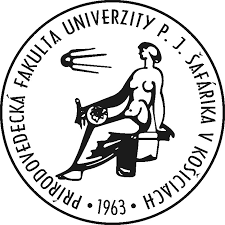 PRÍRODOVEDECKÁ FAKULTA UNIVERZITY P. J. ŠAFÁRIKA V KOŠICIACH
• 1963 •